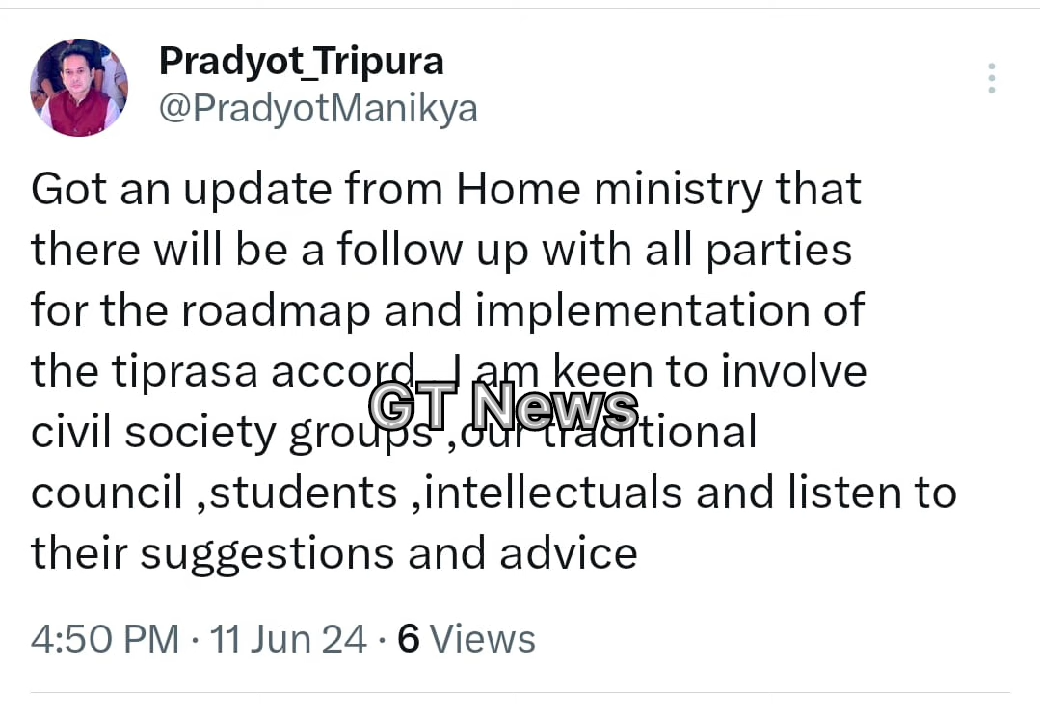 Pradyot_Tripura
@PradyotManikya
Got an update from Home ministry that
there will be a follow up with all parties
for the roadmap and implementation of
the tiprasa accord I am keen to involve
GT News
civil society groups ,our traditional
council ,students ,intellectuals and listen to
their suggestions and advice
4:50 PM · 11 Jun 24 · 6 Views